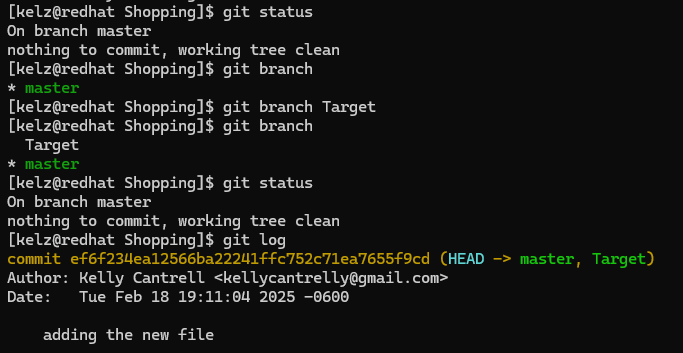 [kelz@redhat Shopping]$ git status
On branch master
nothing to commit, working tree clean
[kelz@redhat Shopping]$ git branch
* master
[kelz@redhat Shopping]$ git branch Target
[kelz@redhat Shopping]$ git branch
  Target
* master
[kelz@redhat Shopping]$ git status
On branch master
nothing to commit, working tree clean
[kelz@redhat Shopping]$ git log
commit ef6f234ea12566ba22241ffc752c71ea7655f9cd (HEAD -> master, Target)
Author: Kelly Cantrell <kellycantrelly@gmail.com>
Date:   Tue Feb 18 19:11:04 2025 -0600

    adding the new file